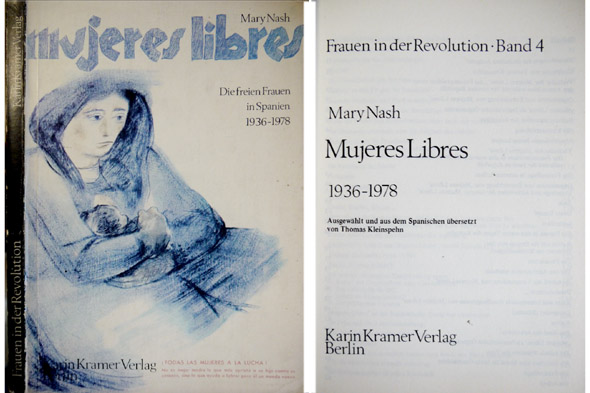 Karin Kramer Verlag
Frauen in der Revolution
Mary Nash
mujeres libres
Die freien Frauen
in Spanien
1936-1978
Karin Kramer Verlag
Berlin
¡TODAS LAS MUJERES A LA LUCHA!
Frauen in der Revolution · Band 4
Mary Nash
Mujeres Libres
1936-1978
Ausgewählt und aus dem Spanischen übersetzt
von Thomas Kleinspehn
Karin Kramer Verlag
Berlin